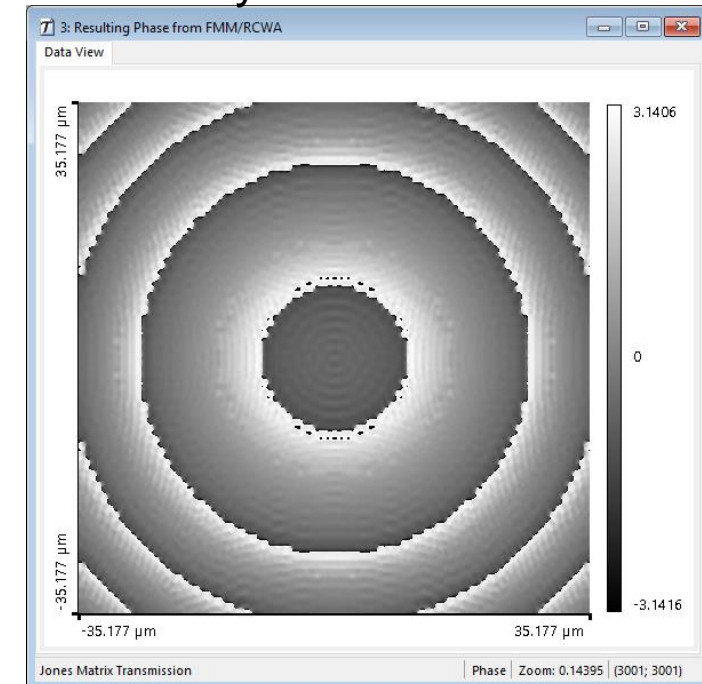 3: Resulting Phase from FMM/RCWA
Data View
35.177 µm
3.1406
0
-35.177 µm
-3.1416
-35.177 µm
35.177 µm
Jones Matrix Transmission
Phase
Zoom: 0.14395
(3001; 3001)